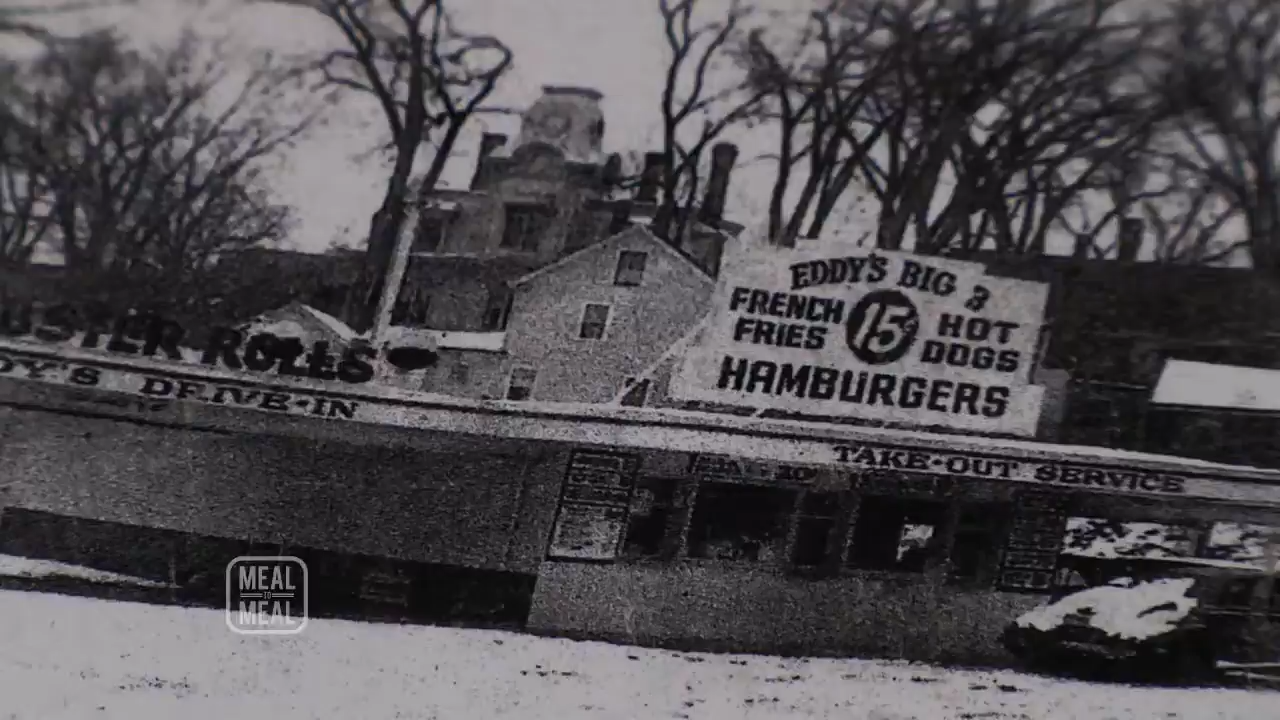 EDDY'S BIG 3
FRENCH FRIES
15
HOT DOGS
HAMBURGERS
STER ROLLS
DY'S DRIVE-IN
TAKE-OUT SERVICE
MEAL
TO
MEAL